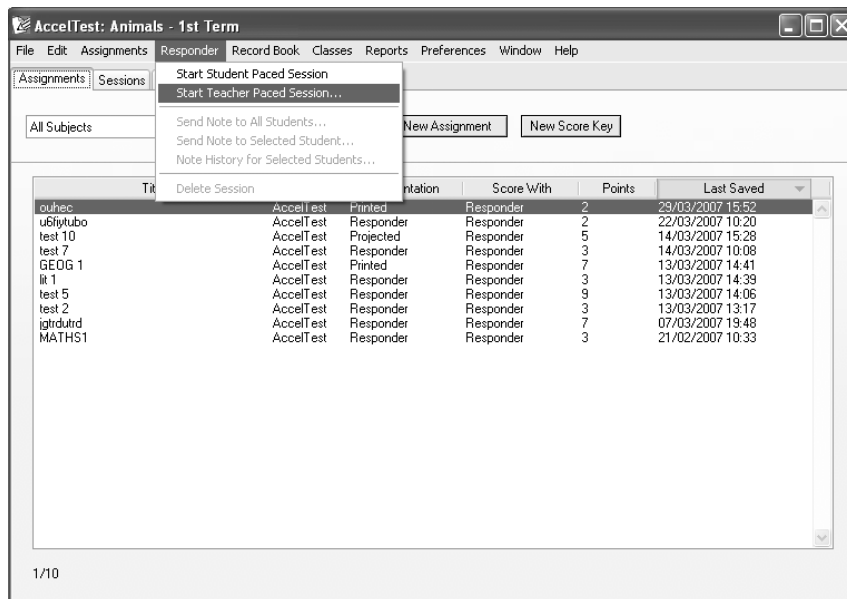 AccelTest: Animals - 1st Term
File Edit Assignments Responder Record Book Classes Reports Preferences Window Help
Assignments Sessions
Start Student Paced Session
Start Teacher Paced Session...
Send Note to All Students...
Send Note to Selected Student...
Note History for Selected Students...
Delete Session
All Subjects New Assignment New Score Key
Tit ntation Score With Points Last Saved
ouhec AccelTest Printed Responder 2 29/03/2007 15:52
u6fiytubo AccelTest Responder Responder 2 22/03/2007 10:20
test 10 AccelTest Projected Responder 5 14/03/2007 15:28
test 7 AccelTest Responder Responder 3 14/03/2007 10:08
GEOG 1 AccelTest Printed Responder 7 13/03/2007 14:41
lit 1 AccelTest Responder Responder 3 13/03/2007 14:39
test 5 AccelTest Responder Responder 9 13/03/2007 14:06
test 2 AccelTest Responder Responder 3 13/03/2007 13:17
jgtrdutrd AccelTest Responder Responder 7 07/03/2007 19:48
MATHS1 AccelTest Responder Responder 3 21/02/2007 10:33
1/10